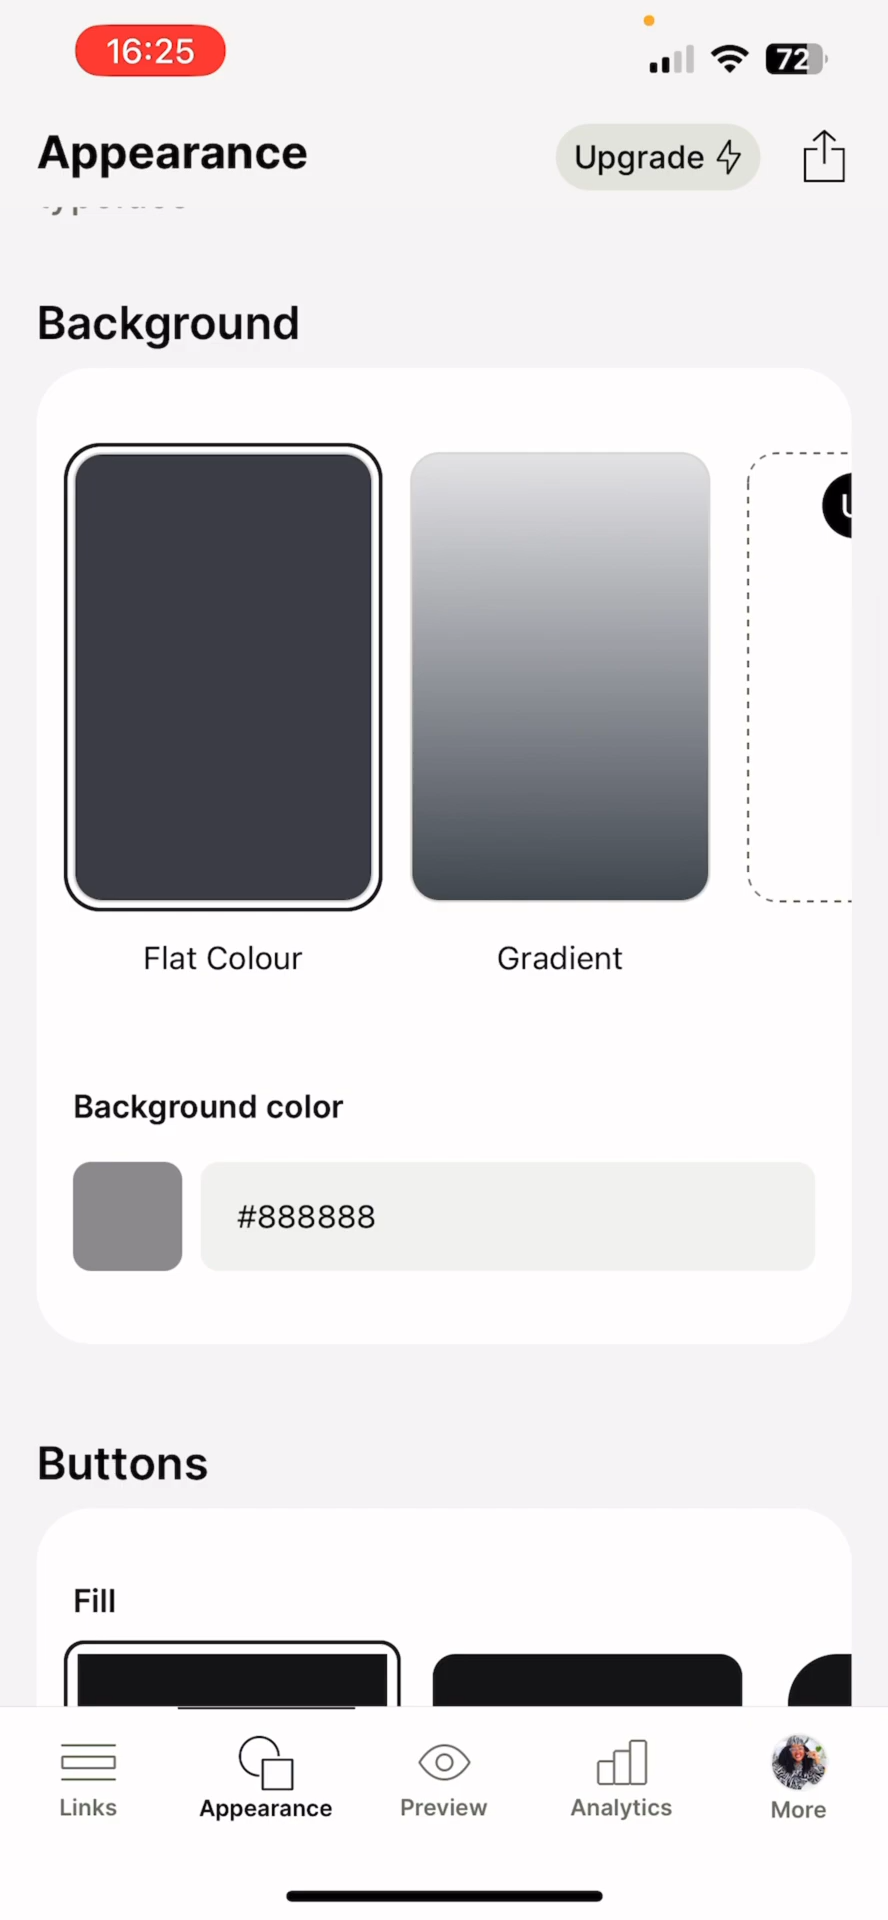 16:25
72
Appearance
Upgrade
Background
Flat Colour
Gradient
Background color
#888888
Buttons
Fill
Links
Appearance
Preview
Analytics
More